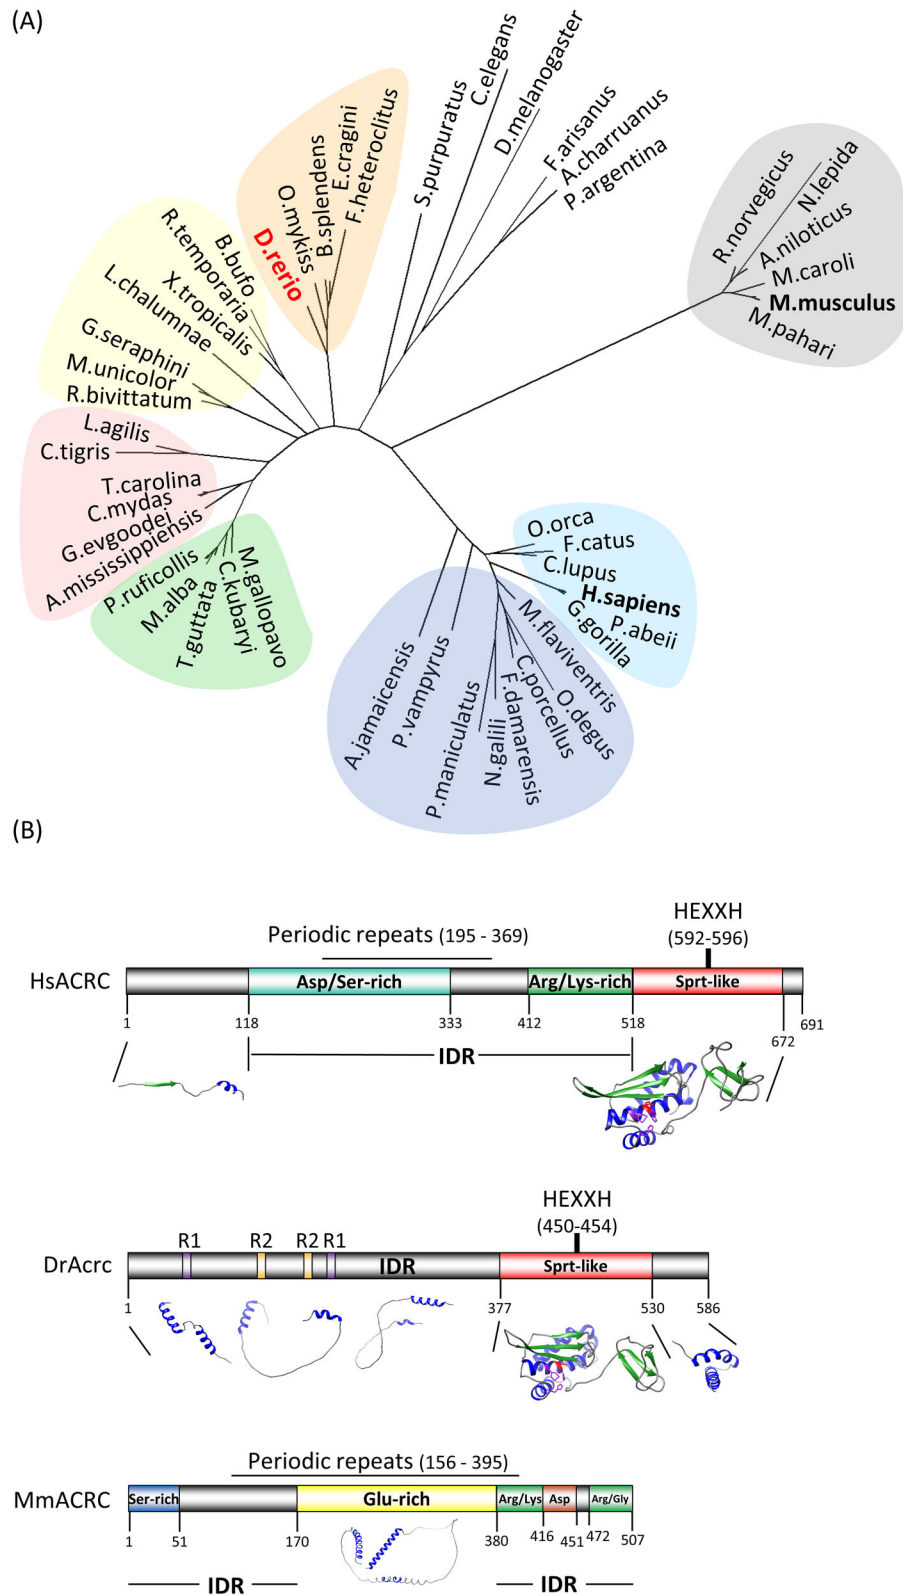 (A)
S.purpuratus
C.elegans
D.melanogaster
F.arisanus
A.charruanus
P.argentina
R.norvegicus
N.lepida
A.niloticus
M.caroli
M.musculus
M.pahari
D.rerio
O.mykiss
B.splendens
E.cragini
F.heteroclitus
B.bufo
R.temporaria
X.tropicalis
L.chalumnae
G.seraphini
M.unicolor
R.bivittatum
L.agilis
C.tigris
T.carolina
C.mydas
G.evgoodei
A.mississippiensis
P.ruficollis
M.alba
T.guttata
C.kubaryi
M.gallopavo
O.orca
F.catus
C.lupus
H.sapiens
P.abeii
G.gorilla
M.flaviventris
O.degus
C.porcellus
F.damarensis
N.galili
P.maniculatus
P.vampyrus
A.jamaicensis
(B)
HEXXH
(592-596)
Periodic repeats (195 - 369)
HsACRC
Asp/Ser-rich
Arg/Lys-rich
Sprt-like
1
118
333
412
518
672
691
IDR
HEXXH
(450-454)
R1
R2
R2
R1
DrAcrc
IDR
Sprt-like
1
377
530
586
Periodic repeats (156 - 395)
MmACRC
Ser-rich
Glu-rich
Arg/Lys
Asp
Arg/Gly
1
51
170
380
416
451
472
507
IDR
IDR